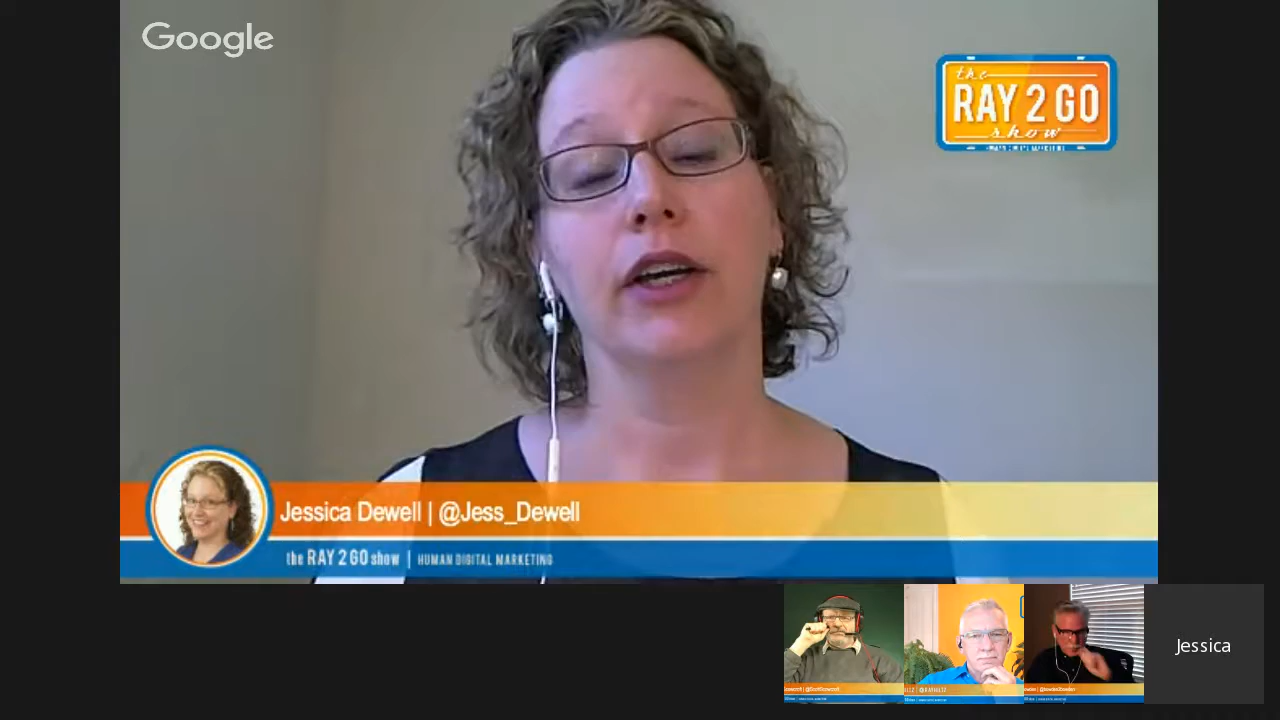 Google
the
RAY 2 GO
show
Jessica Dewell | @Jess_Dewell
the RAY 2 GO show | HUMAN DIGITAL MARKETING
Jessica